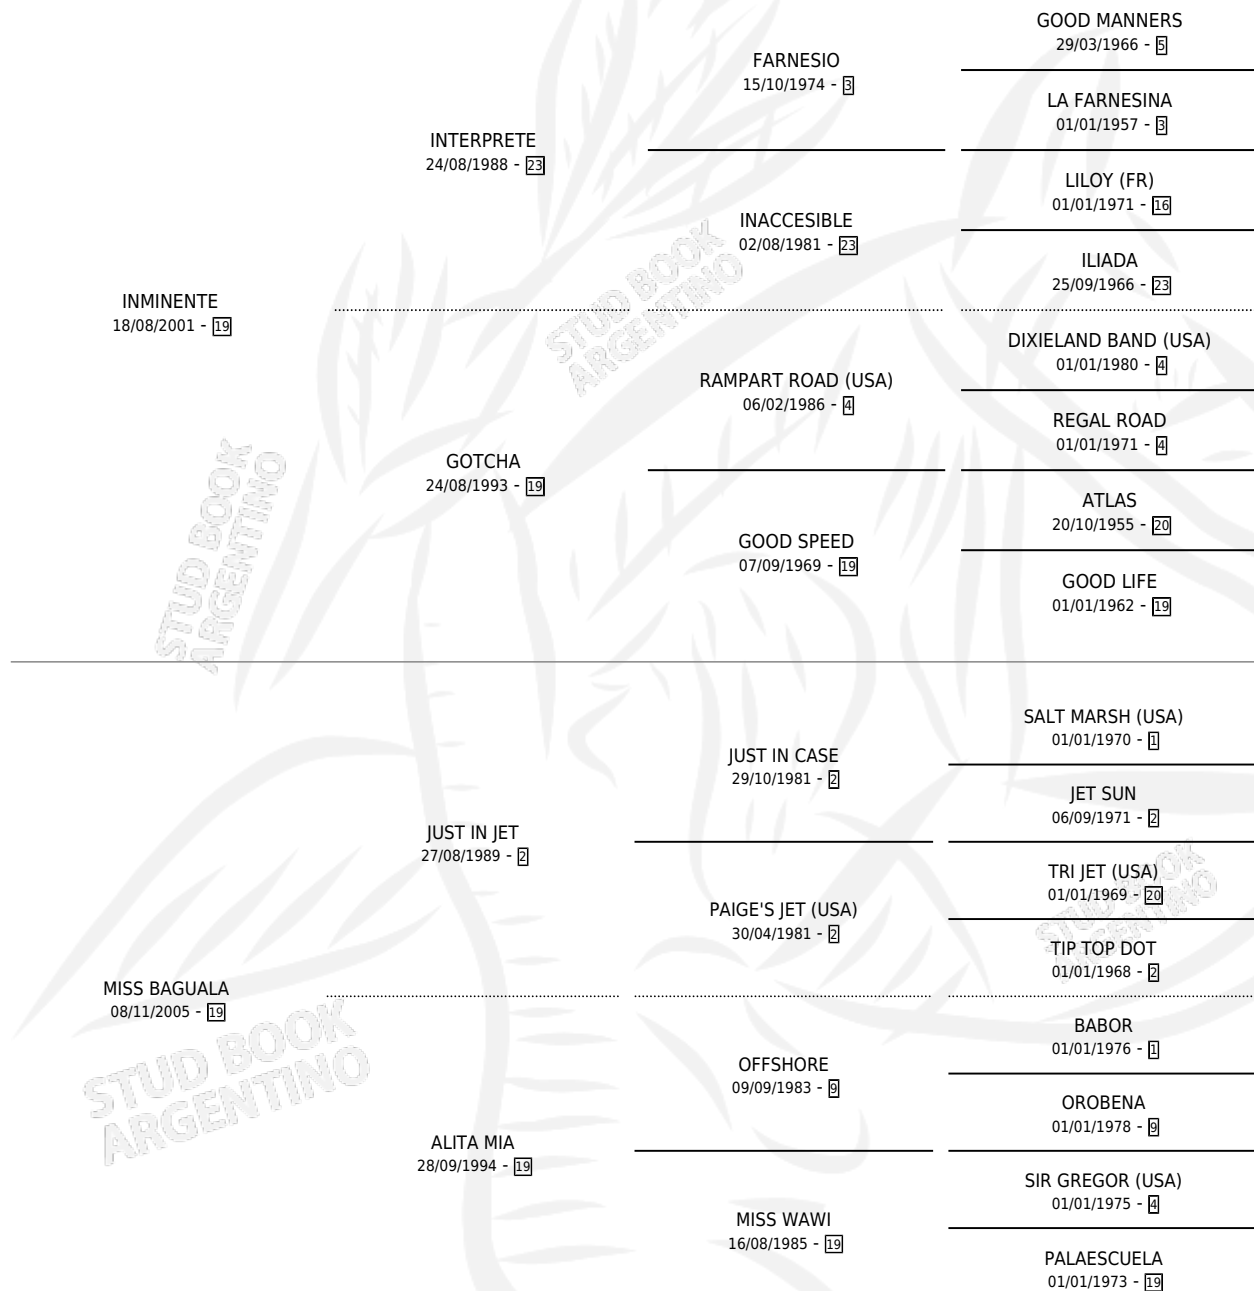 GOOD MANNERS
29/03/1966 - 5
FARNESIO
15/10/1974 - 3
LA FARNESINA
01/01/1957 - 3
INTERPRETE
24/08/1988 - 23
LILOY (FR)
01/01/1971 - 16
INACCESIBLE
02/08/1981 - 23
ILIADA
25/09/1966 - 23
INMINENTE
18/08/2001 - 19
DIXIELAND BAND (USA)
01/01/1980 - 4
RAMPART ROAD (USA)
06/02/1986 - 4
REGAL ROAD
01/01/1971 - 4
GOTCHA
24/08/1993 - 19
ATLAS
20/10/1955 - 20
GOOD SPEED
07/09/1969 - 19
GOOD LIFE
01/01/1962 - 19
SALT MARSH (USA)
01/01/1970 - 1
JUST IN CASE
29/10/1981 - 2
JET SUN
06/09/1971 - 2
JUST IN JET
27/08/1989 - 2
TRI JET (USA)
01/01/1969 - 20
PAIGE'S JET (USA)
30/04/1981 - 2
TIP TOP DOT
01/01/1968 - 2
MISS BAGUALA
08/11/2005 - 19
BABOR
01/01/1976 - 1
OFFSHORE
09/09/1983 - 9
OROBENA
01/01/1978 - 9
ALITA MIA
28/09/1994 - 19
SIR GREGOR (USA)
01/01/1975 - 4
MISS WAWI
16/08/1985 - 19
PALAESCUELA
01/01/1973 - 19
STUD BOOK
ARGENTINO
STUD BOOK
ARGENTINO
STUD BOOK
ARGENTINO
STUD BOOK
ARGENTINO